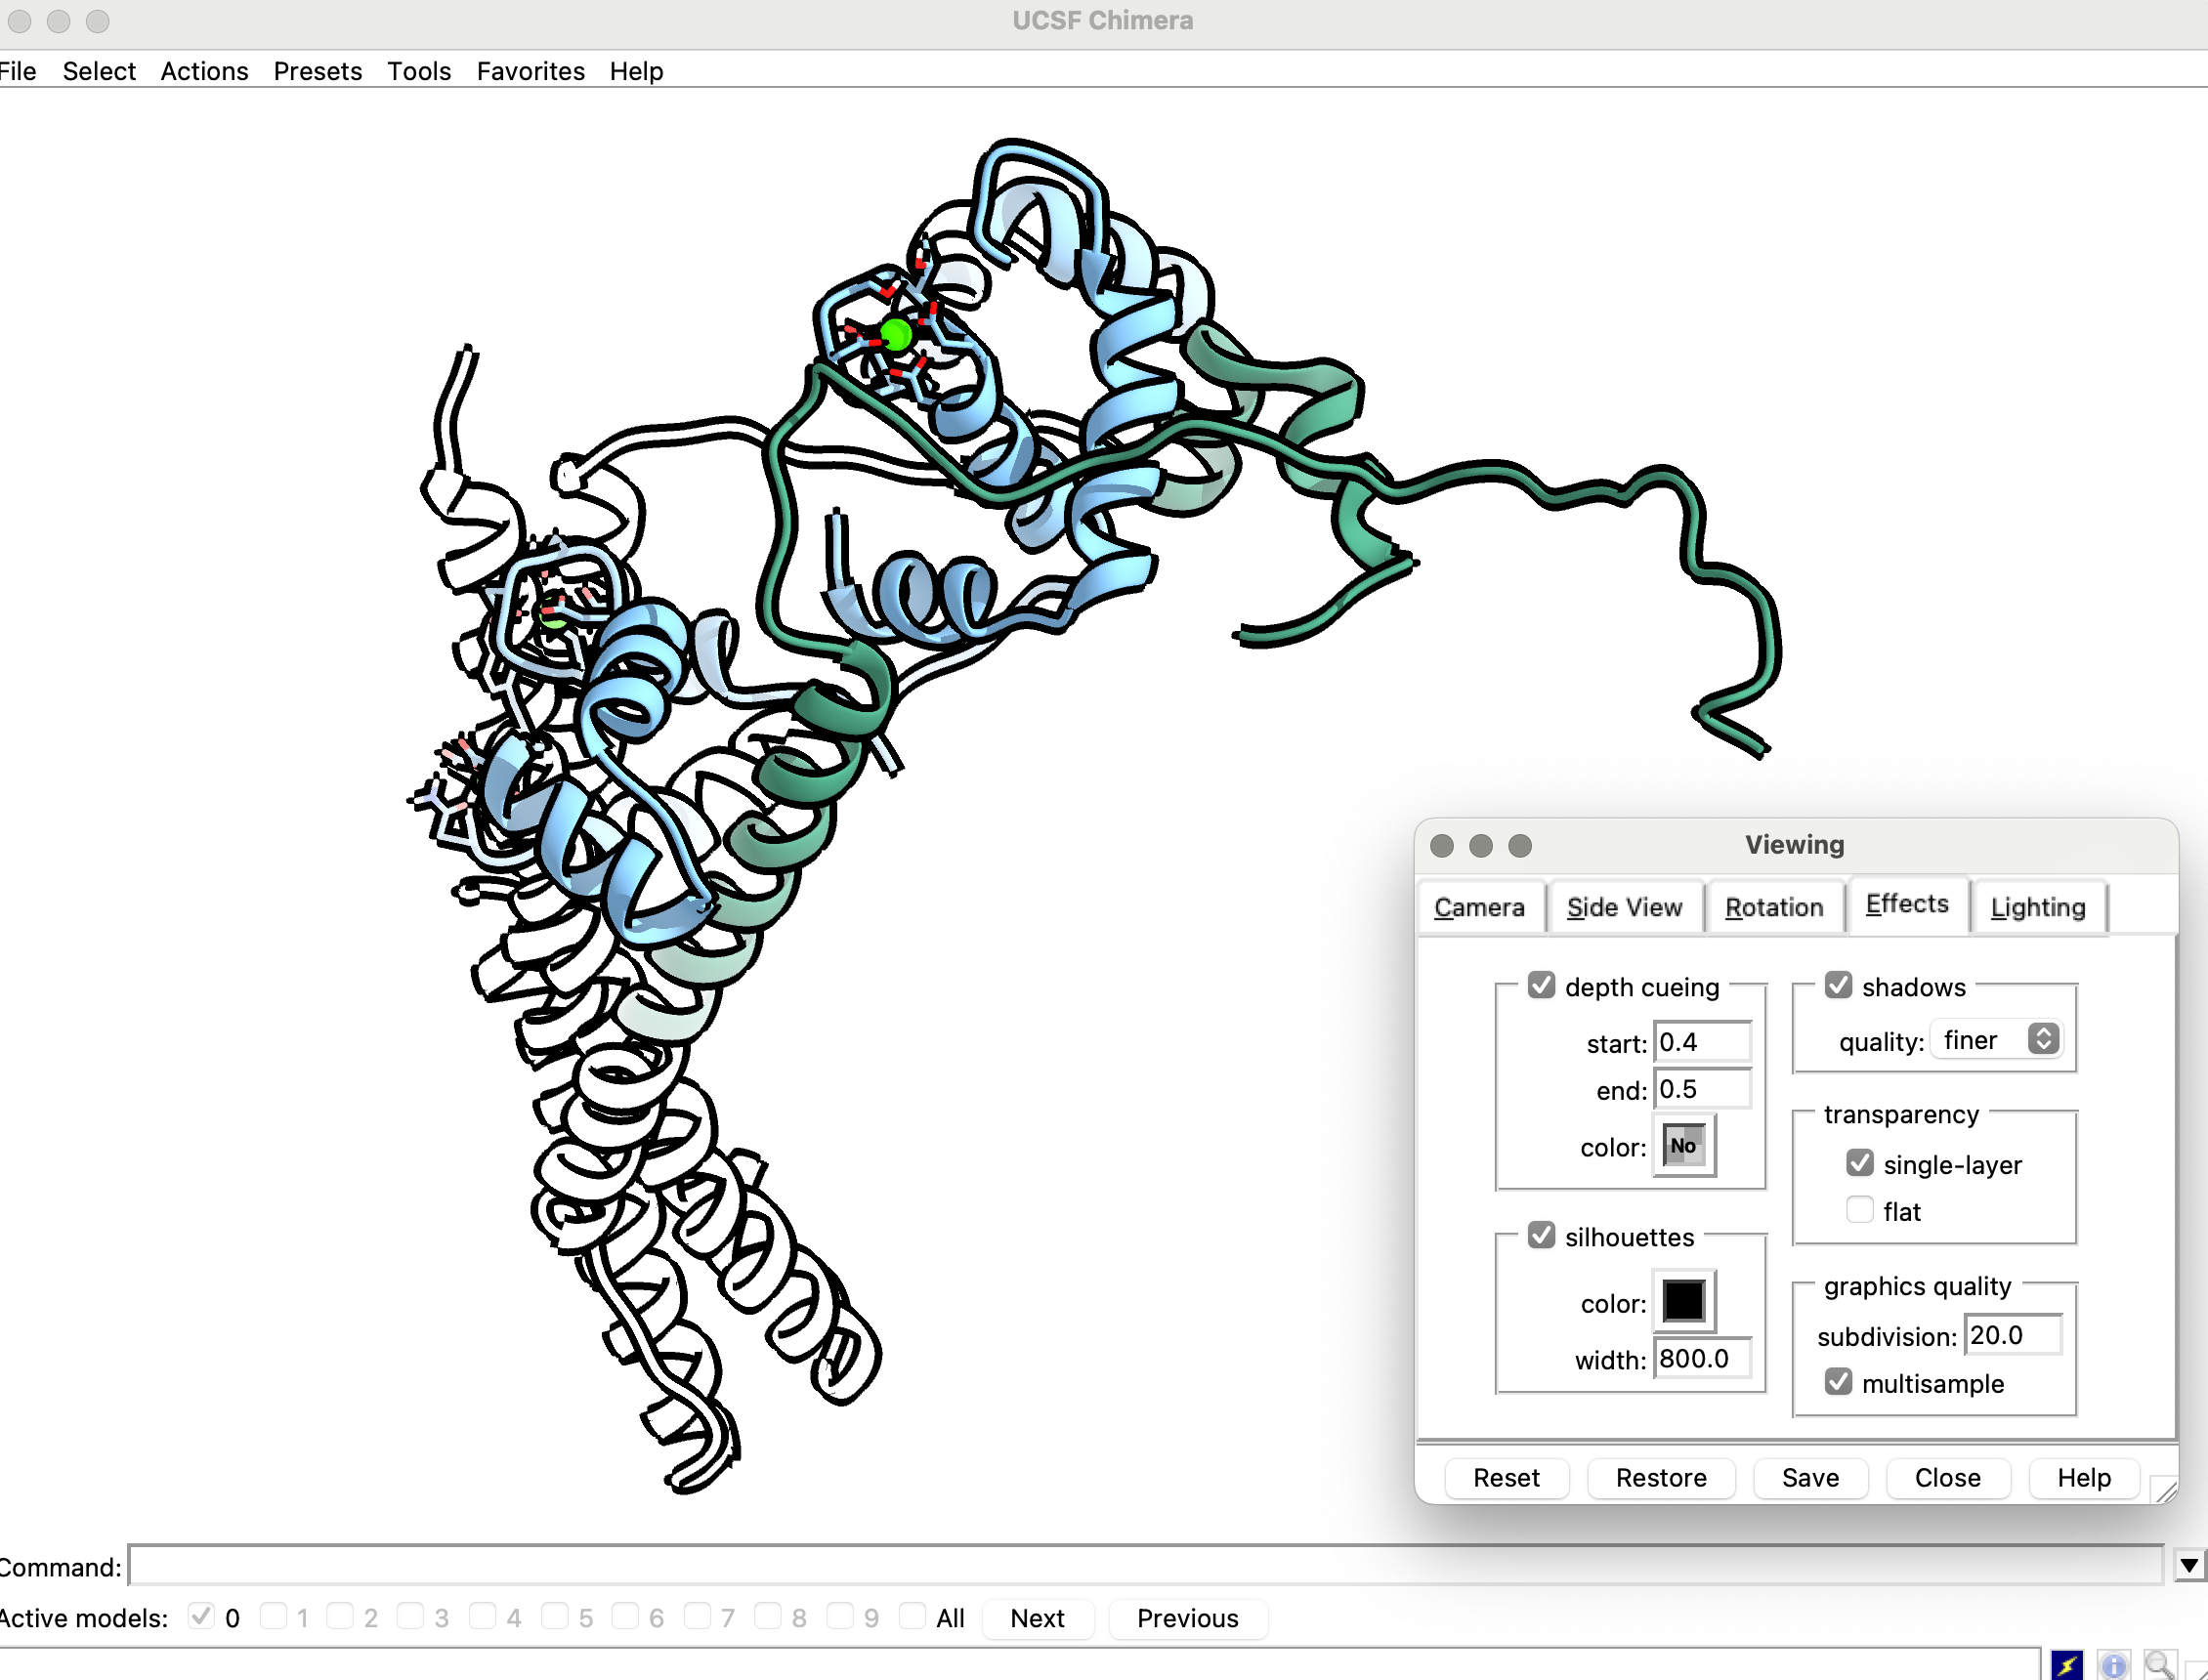 UCSF Chimera
File Select Actions Presets Tools Favorites Help
Viewing
Camera Side View Rotation Effects Lighting
depth cueing
start: 0.4
end: 0.5
color: No
silhouettes
color:
width: 800.0
shadows
quality: finer
transparency
single-layer
flat
graphics quality
subdivision: 20.0
multisample
Reset Restore Save Close Help
Command:
Active models: 0 1 2 3 4 5 6 7 8 9 All Next Previous